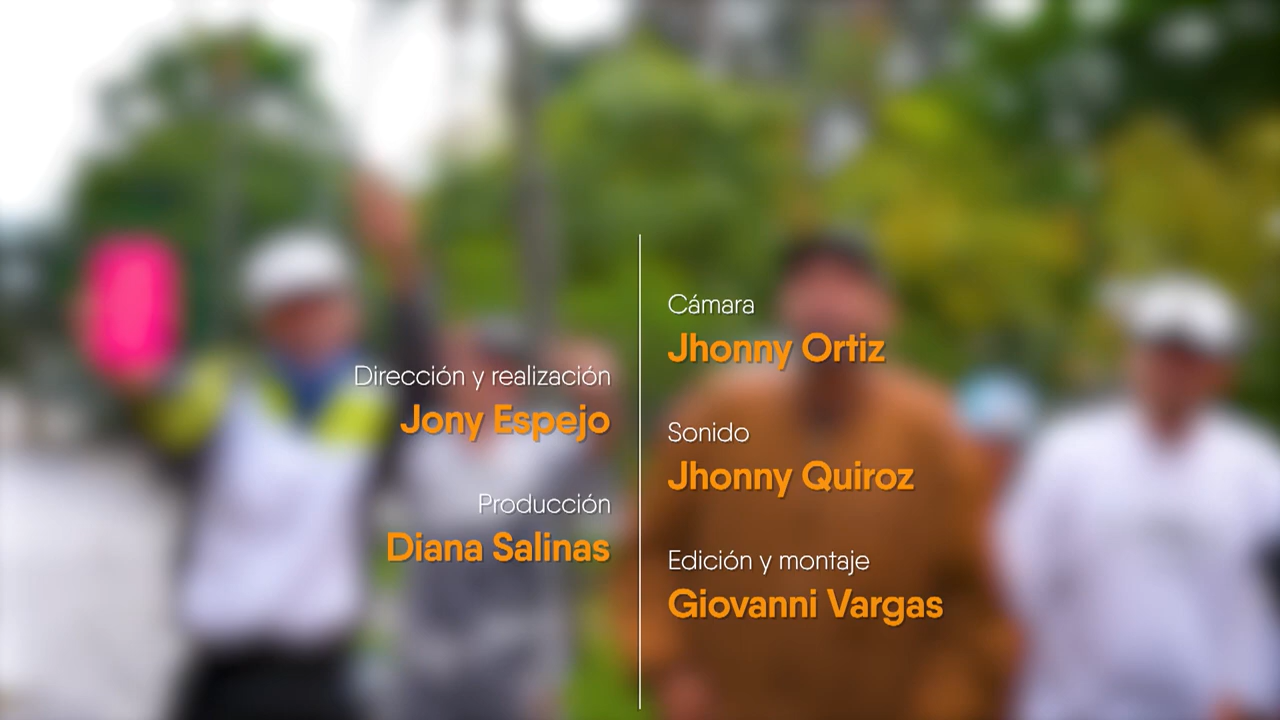 Dirección y realización
Jony Espejo
Producción
Diana Salinas
Cámara
Jhonny Ortiz
Sonido
Jhonny Quiroz
Edición y montaje
Giovanni Vargas